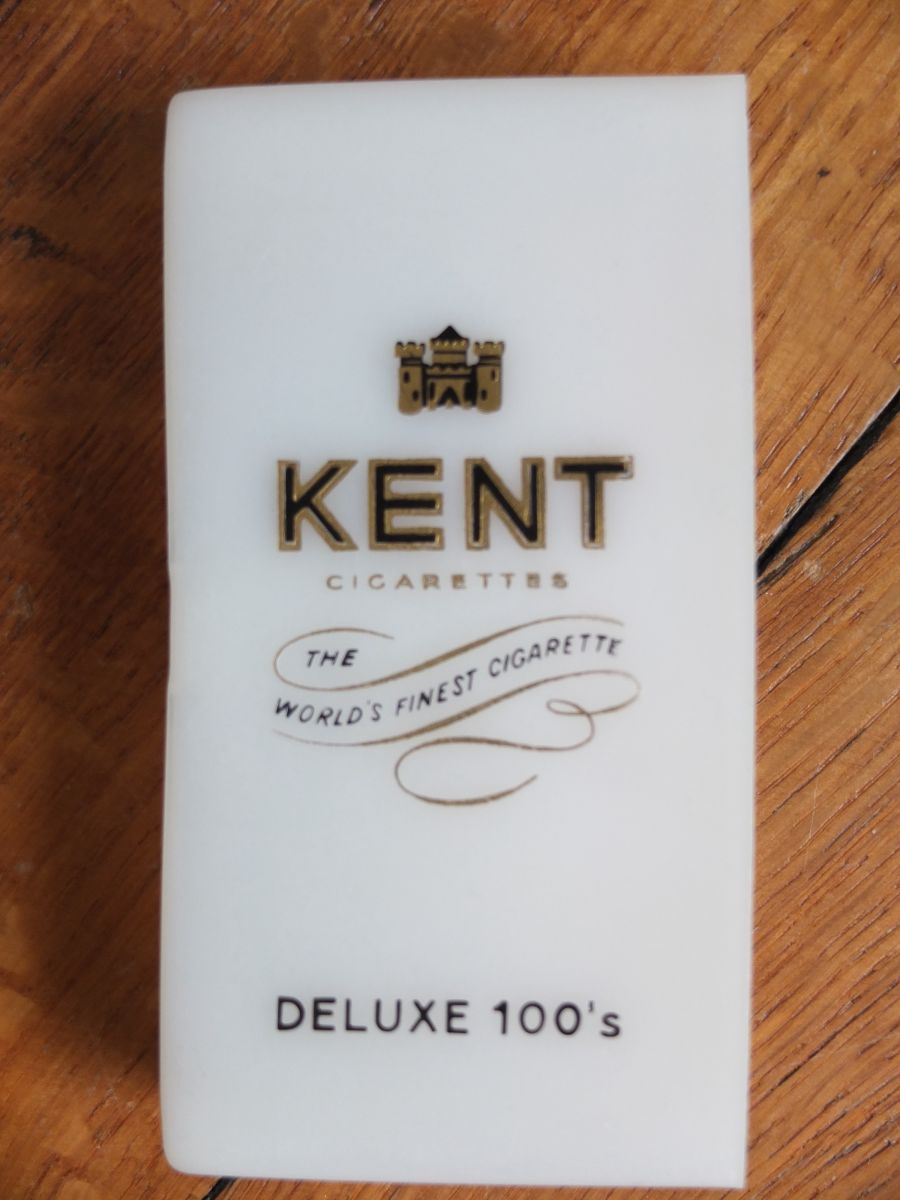 KENT
CIGARETTES
THE
WORLD'S FINEST CIGARETTE
DELUXE 100's